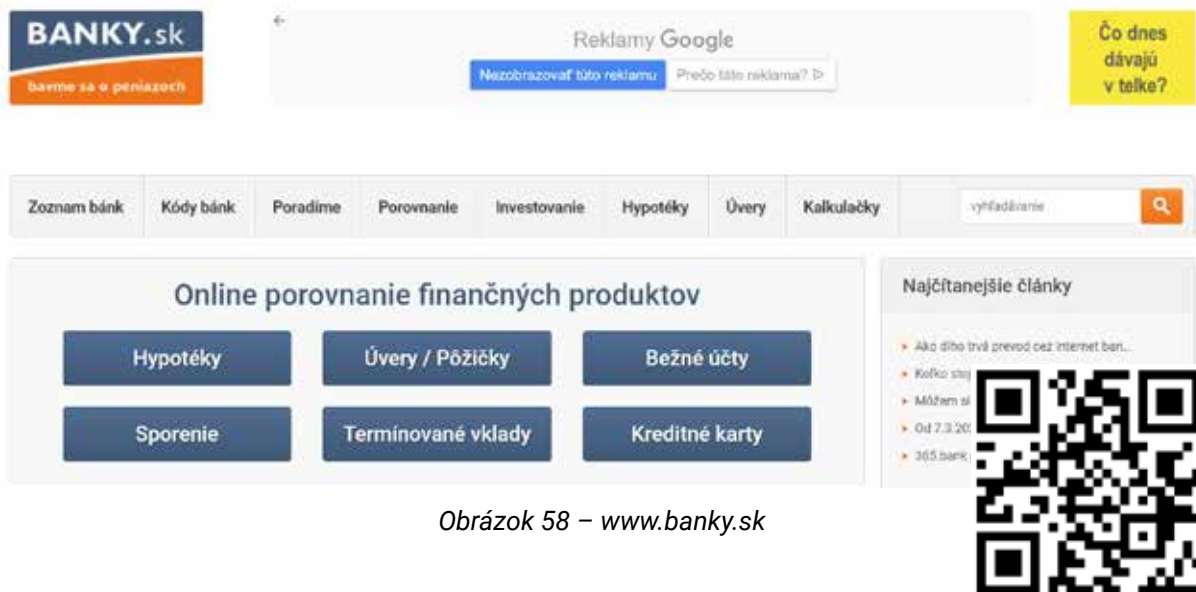 BANKY.sk
bavme sa o peniazoch
Reklamy Google
Nezobrazovať túto reklamu
Prečo táto reklama?
Čo dnes
dávajú
v telke?
Zoznam bánk
Kódy bánk
Poradíme
Porovnanie
Investovanie
Hypotéky
Úvery
Kalkulačky
vyhľadávanie
Online porovnanie finančných produktov
Hypotéky
Úvery / Pôžičky
Bežné účty
Sporenie
Termínované vklady
Kreditné karty
Najčítanejšie články
Ako dlho trvá prevod cez internet ban...
Koľko
Môžem
Od 7.3.
365.bank
Obrázok 58 – www.banky.sk